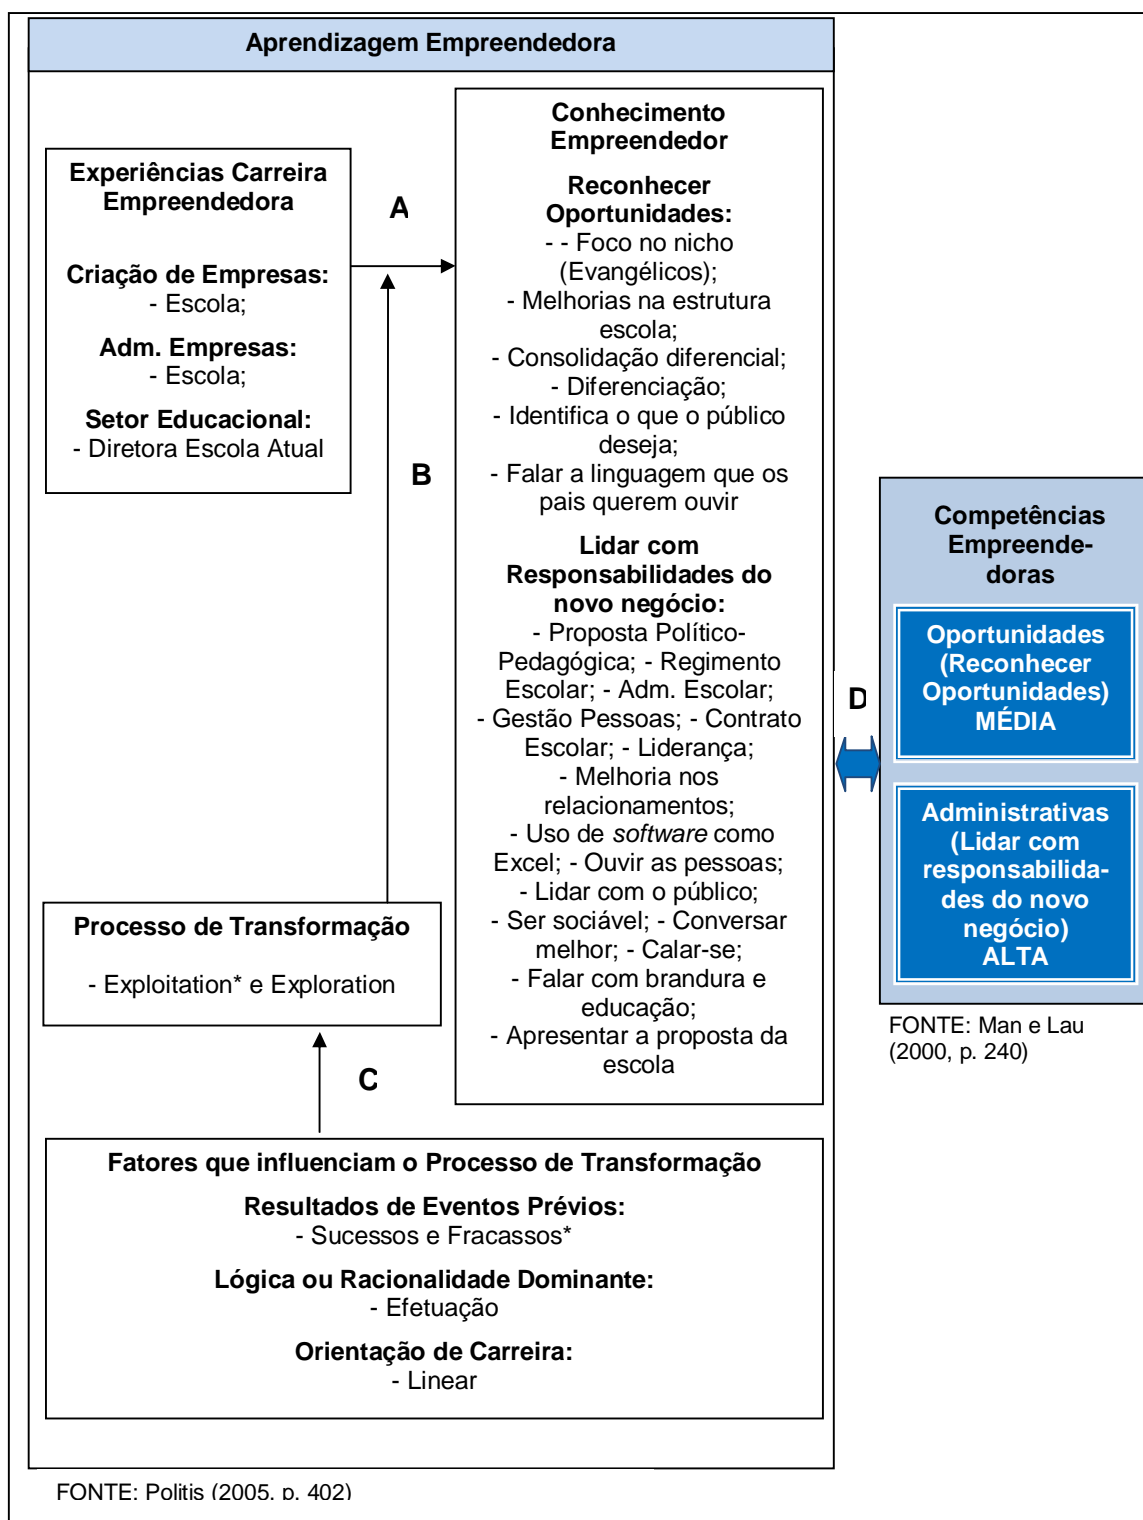 Aprendizagem Empreendedora
Experiências Carreira
Empreendedora
Criação de Empresas:
- Escola;
Adm. Empresas:
- Escola;
Setor Educacional:
- Diretora Escola Atual
A
B
Conhecimento
Empreendedor
Reconhecer
Oportunidades:
- - Foco no nicho
(Evangélicos);
- Melhorias na estrutura
escola;
- Consolidação diferencial;
- Diferenciação;
- Identifica o que o público
deseja;
- Falar a linguagem que os
pais querem ouvir
Lidar com
Responsabilidades do
novo negócio:
- Proposta Político-
Pedagógica; - Regimento
Escolar; - Adm. Escolar;
- Gestão Pessoas; - Contrato
Escolar; - Liderança;
- Melhoria nos
relacionamentos;
- Uso de software como
Excel; - Ouvir as pessoas;
- Lidar com o público;
- Ser sociável; - Conversar
melhor; - Calar-se;
- Falar com brandura e
educação;
- Apresentar a proposta da
escola
D
Competências
Empreende-
doras
Oportunidades
(Reconhecer
Oportunidades)
MÉDIA
Administrativas
(Lidar com
responsabilida-
des do novo
negócio)
ALTA
FONTE: Man e Lau
(2000, p. 240)
Processo de Transformação
- Exploitation* e Exploration
C
Fatores que influenciam o Processo de Transformação
Resultados de Eventos Prévios:
- Sucessos e Fracassos*
Lógica ou Racionalidade Dominante:
- Efetuação
Orientação de Carreira:
- Linear
FONTE: Politis (2005, p. 402)